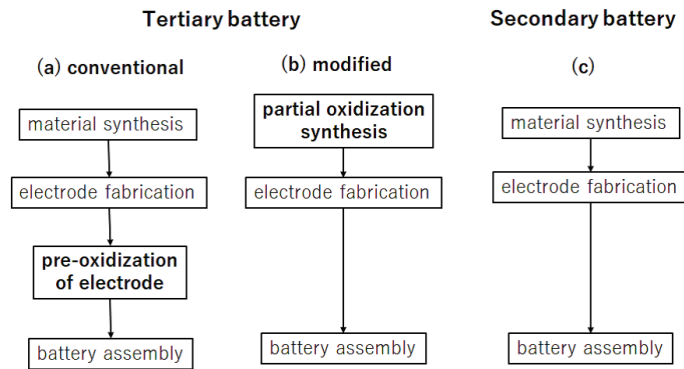 Tertiary battery
Secondary battery
(a) conventional
(b) modified
(c)
material synthesis
electrode fabrication
pre-oxidization
of electrode
battery assembly
partial oxidization
synthesis
electrode fabrication
battery assembly
material synthesis
electrode fabrication
battery assembly